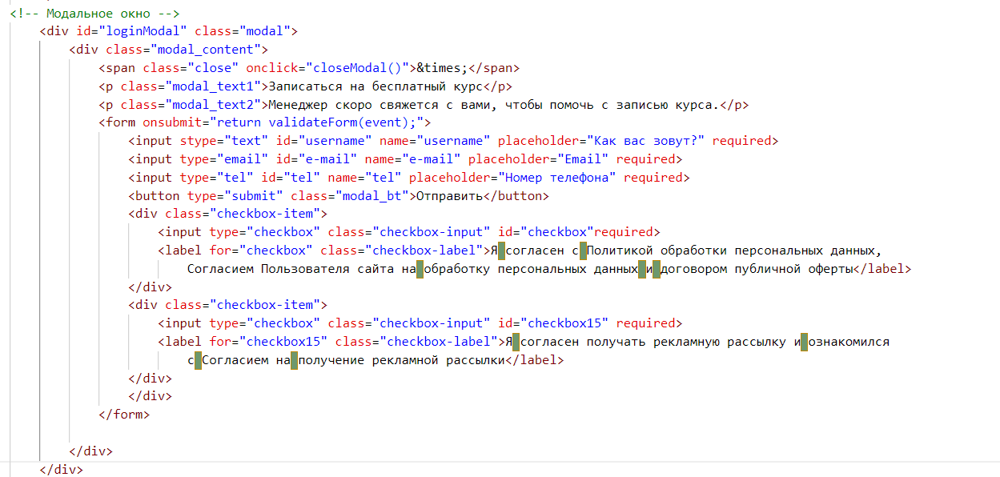 <!-- Модальное окно -->
<div id="loginModal" class="modal">
<div class="modal_content">
<span class="close" onclick="closeModal()">&times;</span>
<p class="modal_text1">Записаться на бесплатный курс</p>
<p class="modal_text2">Менеджер скоро свяжется с вами, чтобы помочь с записью курса.</p>
<form onsubmit="return validateForm(event);">
<input stype="text" id="username" name="username" placeholder="Как вас зовут?" required>
<input type="email" id="e-mail" name="e-mail" placeholder="Email" required>
<input type="tel" id="tel" name="tel" placeholder="Номер телефона" required>
<button type="submit" class="modal_bt">Отправить</button>
<div class="checkbox-item">
<input type="checkbox" class="checkbox-input" id="checkbox"required>
<label for="checkbox" class="checkbox-label">Я согласен с Политикой обработки персональных данных,
Согласием Пользователя сайта на обработку персональных данных и договором публичной оферты</label>
</div>
<div class="checkbox-item">
<input type="checkbox" class="checkbox-input" id="checkbox15" required>
<label for="checkbox15" class="checkbox-label">Я согласен получать рекламную рассылку и ознакомился
с Согласием на получение рекламной рассылки</label>
</div>
</div>
</form>
</div>
</div>